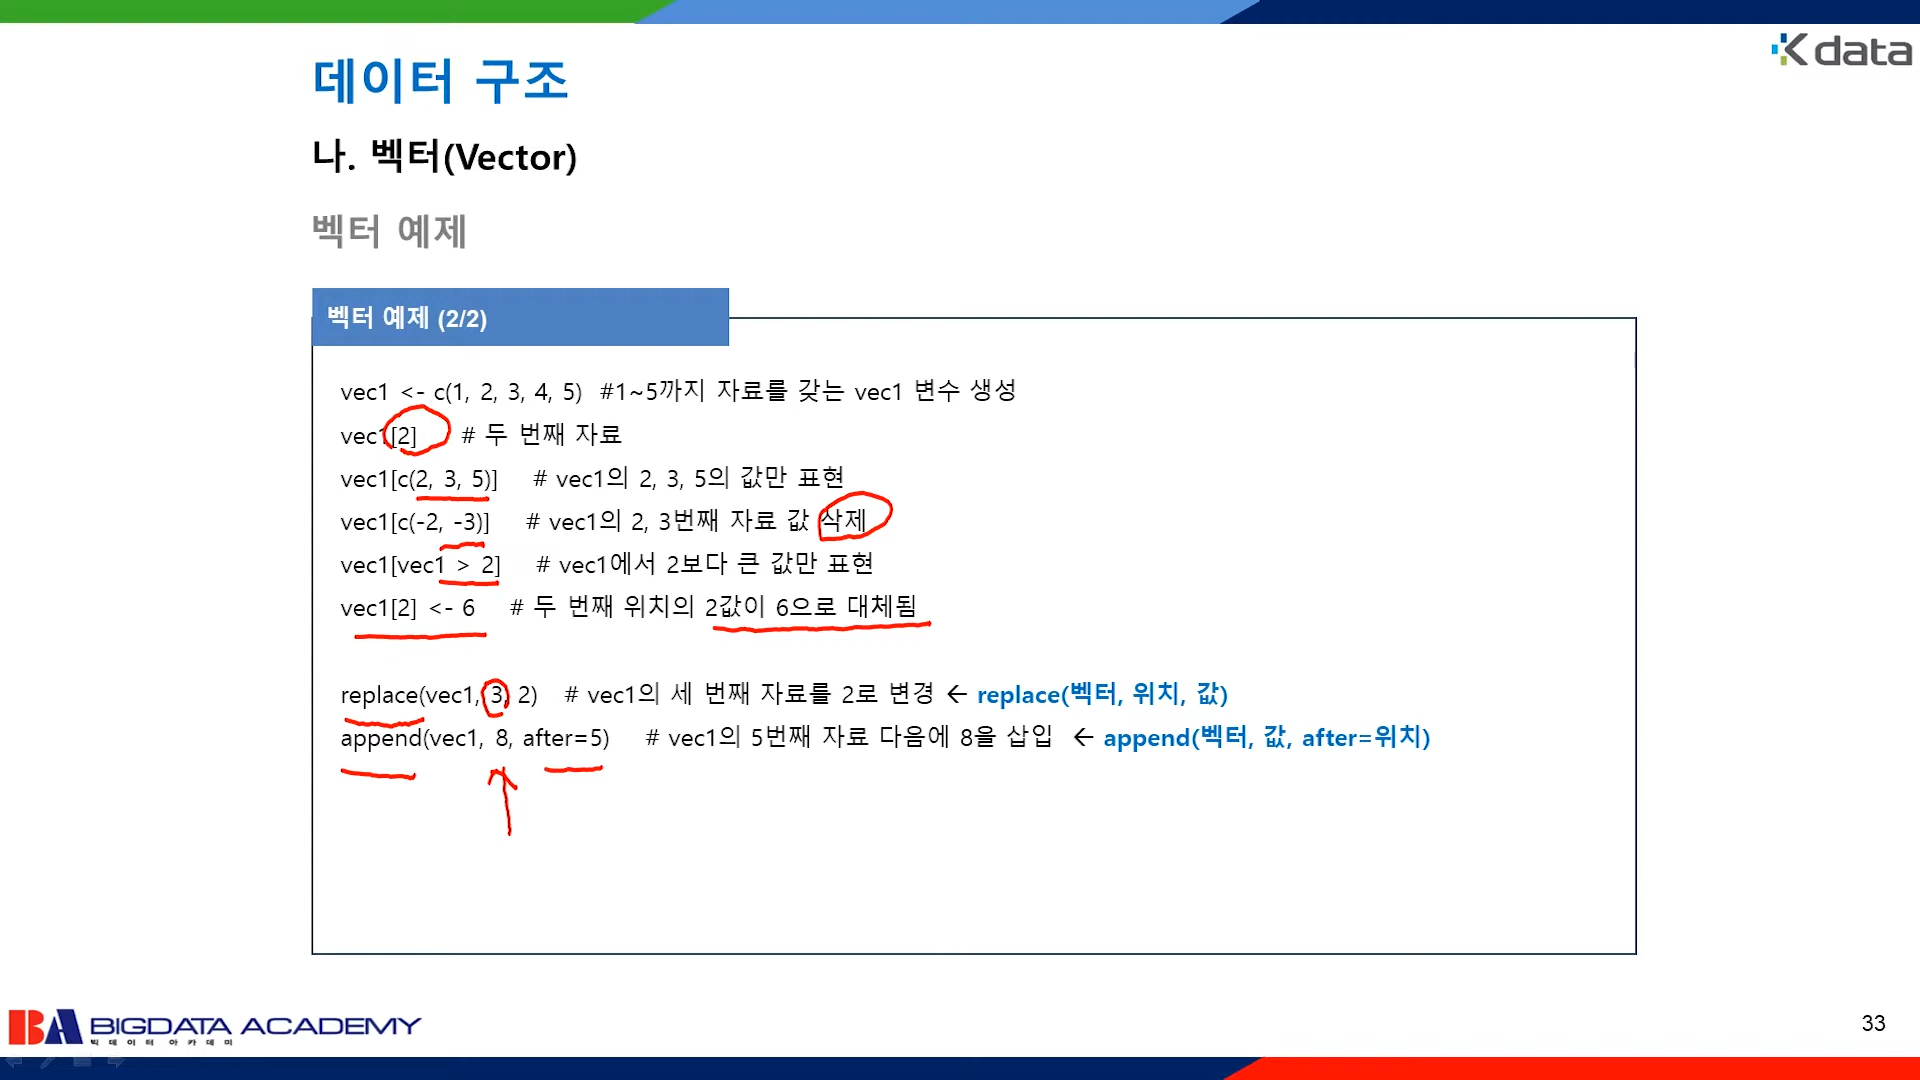 Kdata
데이터 구조
나. 벡터(Vector)
벡터 예제
벡터 예제 (2/2)
vec1 <- c(1, 2, 3, 4, 5)  #1~5까지 자료를 갖는 vec1 변수 생성
vec1[2]  # 두 번째 자료
vec1[c(2, 3, 5)]  # vec1의 2, 3, 5의 값만 표현
vec1[c(-2, -3)]  # vec1의 2, 3번째 자료 값 삭제
vec1[vec1 > 2]  # vec1에서 2보다 큰 값만 표현
vec1[2] <- 6  # 두 번째 위치의 2값이 6으로 대체됨
replace(vec1, 3, 2)  # vec1의 세 번째 자료를 2로 변경 ← replace(벡터, 위치, 값)
append(vec1, 8, after=5)  # vec1의 5번째 자료 다음에 8을 삽입 ← append(벡터, 값, after=위치)
BA BIGDATA ACADEMY
빅데이터 아카데미
33